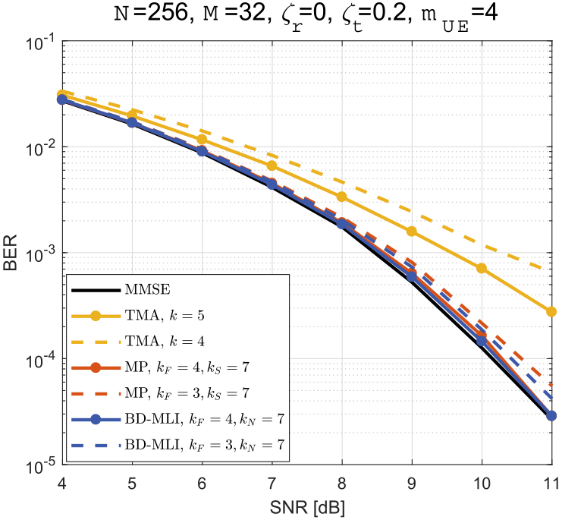 N=256, M=32, ζr=0, ζt=0.2, m UE=4
10-1
10-2
10-3
10-4
10-5
BER
MMSE
TMA, k = 5
TMA, k = 4
MP, kF = 4, kS = 7
MP, kF = 3, kS = 7
BD-MLI, kF = 4, kN = 7
BD-MLI, kF = 3, kN = 7
4 5 6 7 8 9 10 11
SNR [dB]